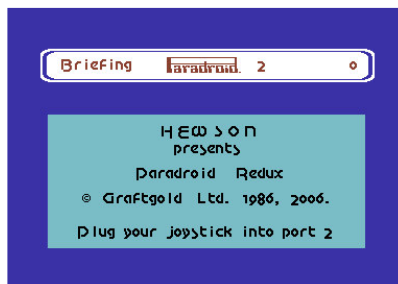 Briefing Paradroid. 2 0
HEWSON
presents
Paradroid Redux
© Graftgold Ltd. 1986, 2006.
Plug your joystick into port 2